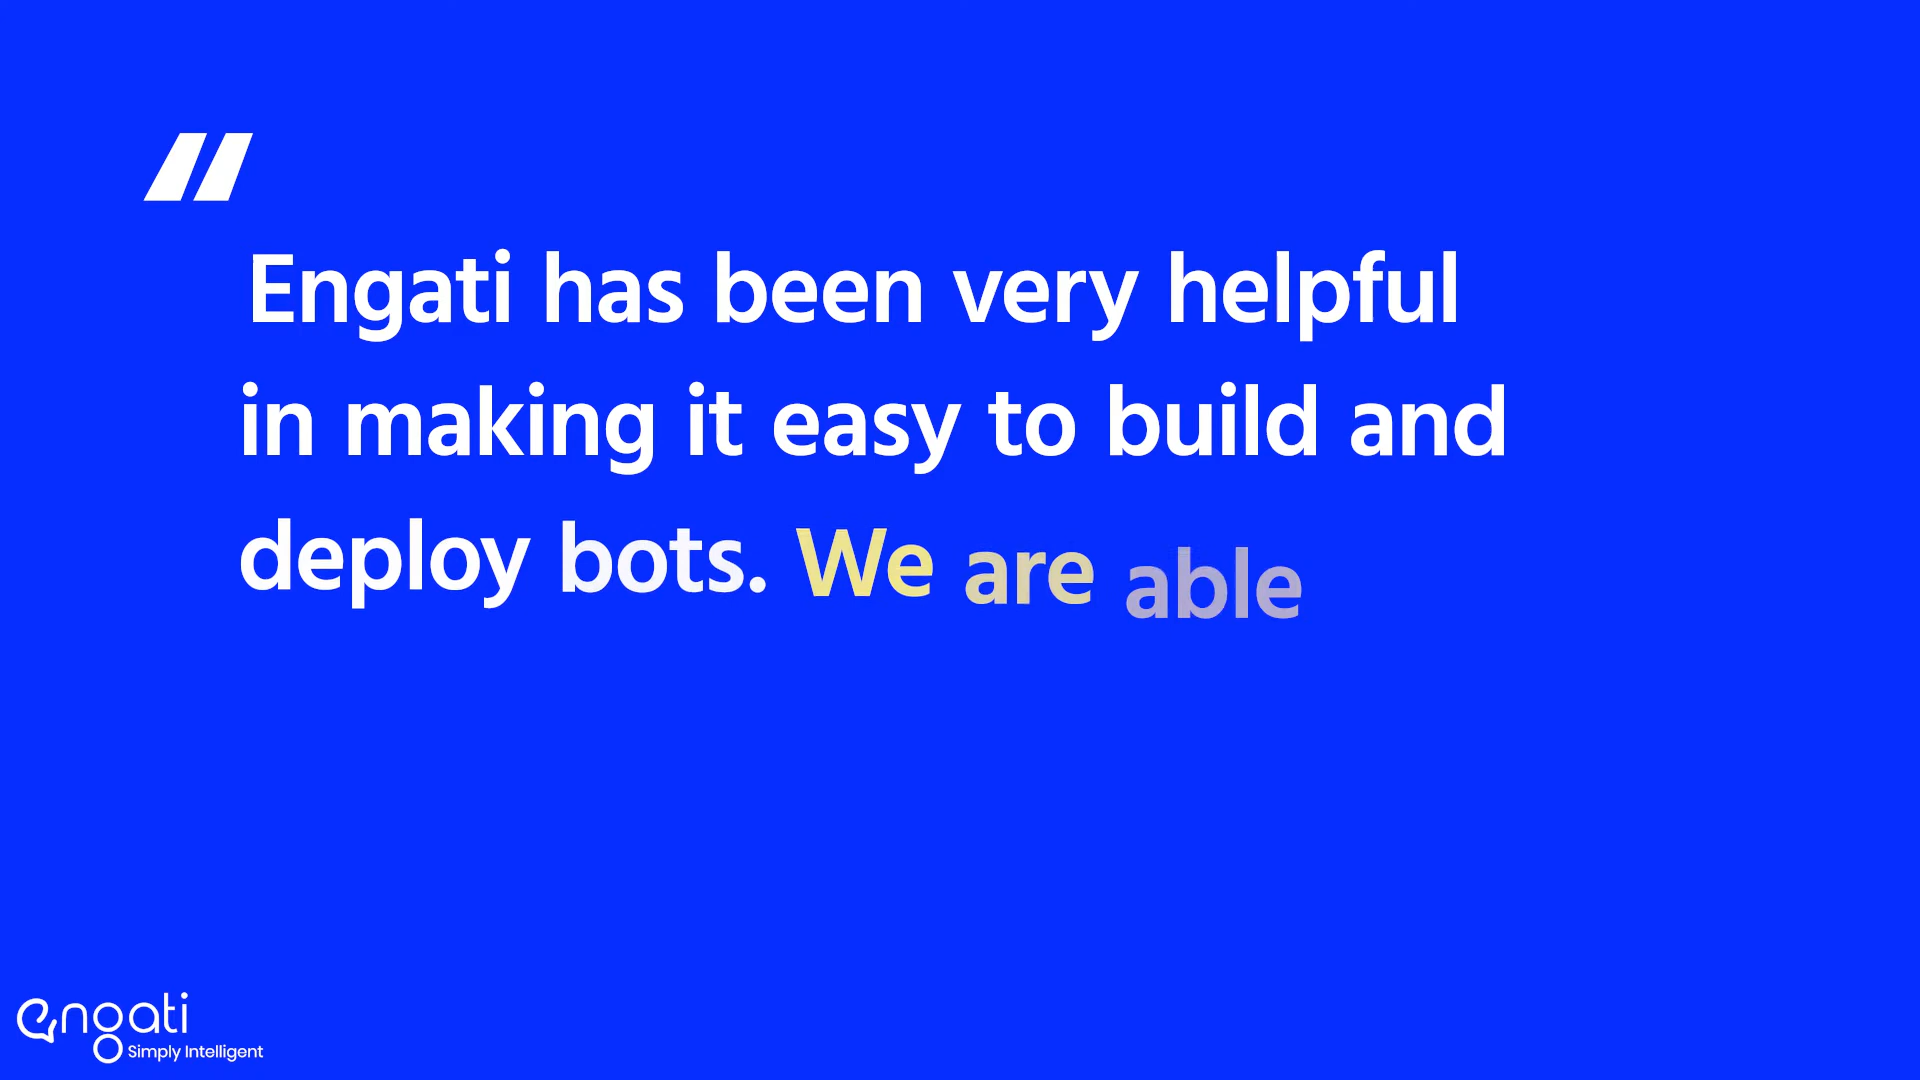 Engati has been very helpful
in making it easy to build and
deploy bots. We are able
engati
Simply Intelligent